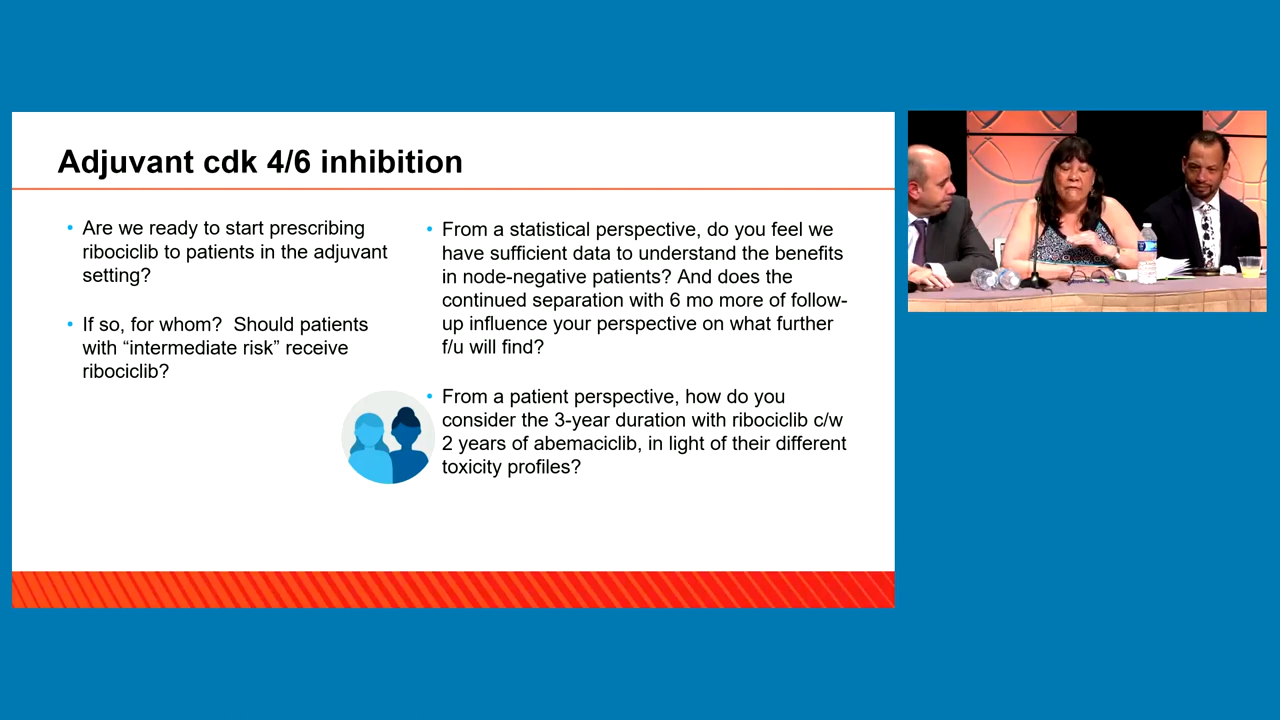 Adjuvant cdk 4/6 inhibition
• Are we ready to start prescribing
ribociclib to patients in the adjuvant
setting?
• If so, for whom?  Should patients
with “intermediate risk” receive
ribociclib?
• From a statistical perspective, do you feel we
have sufficient data to understand the benefits
in node-negative patients? And does the
continued separation with 6 mo more of follow-
up influence your perspective on what further
f/u will find?
• From a patient perspective, how do you
consider the 3-year duration with ribociclib c/w
2 years of abemaciclib, in light of their different
toxicity profiles?